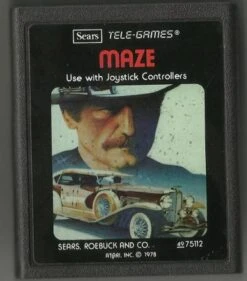 Sears TELE-GAMES®
MAZE
Use with Joystick Controllers
SEARS, ROEBUCK AND CO. 49 75112
ATARI, INC. © 1978